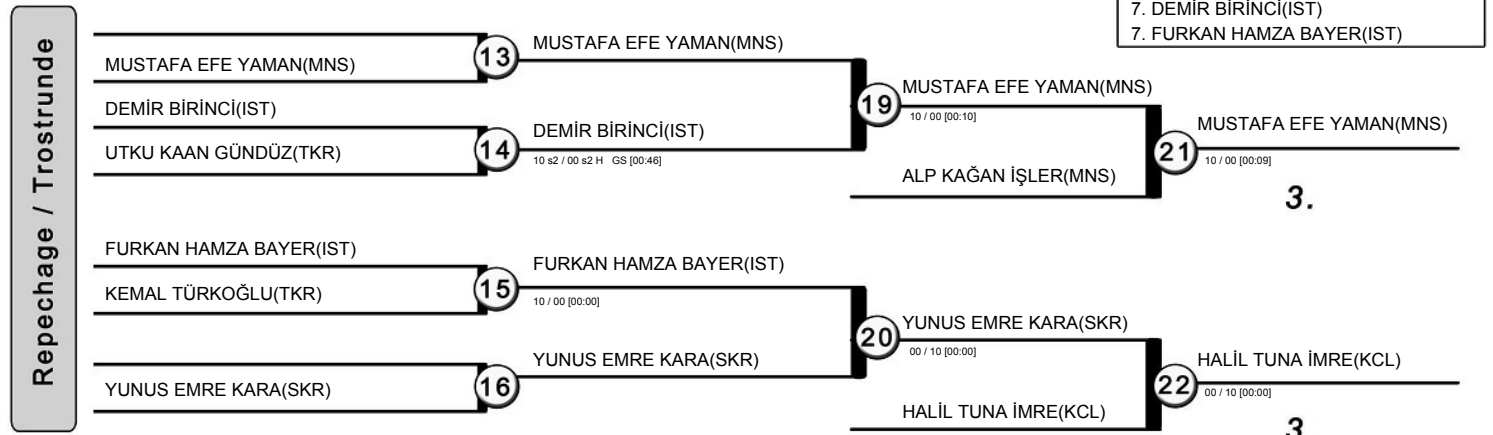 7. DEMİR BİRİNCİ(IST)
7. FURKAN HAMZA BAYER(IST)
Repechage / Trostrunde
MUSTAFA EFE YAMAN(MNS)
13
MUSTAFA EFE YAMAN(MNS)
DEMİR BİRİNCİ(IST)
UTKU KAAN GÜNDÜZ(TKR)
14
DEMİR BİRİNCİ(IST)
10 s2 / 00 s2 H GS [00:46]
19
MUSTAFA EFE YAMAN(MNS)
10 / 00 [00:10]
ALP KAĞAN İŞLER(MNS)
21
MUSTAFA EFE YAMAN(MNS)
10 / 00 [00:09]
3.
FURKAN HAMZA BAYER(IST)
KEMAL TÜRKOĞLU(TKR)
15
FURKAN HAMZA BAYER(IST)
10 / 00 [00:00]
YUNUS EMRE KARA(SKR)
16
YUNUS EMRE KARA(SKR)
20
YUNUS EMRE KARA(SKR)
00 / 10 [00:00]
HALİL TUNA İMRE(KCL)
22
HALİL TUNA İMRE(KCL)
00 / 10 [00:00]
3